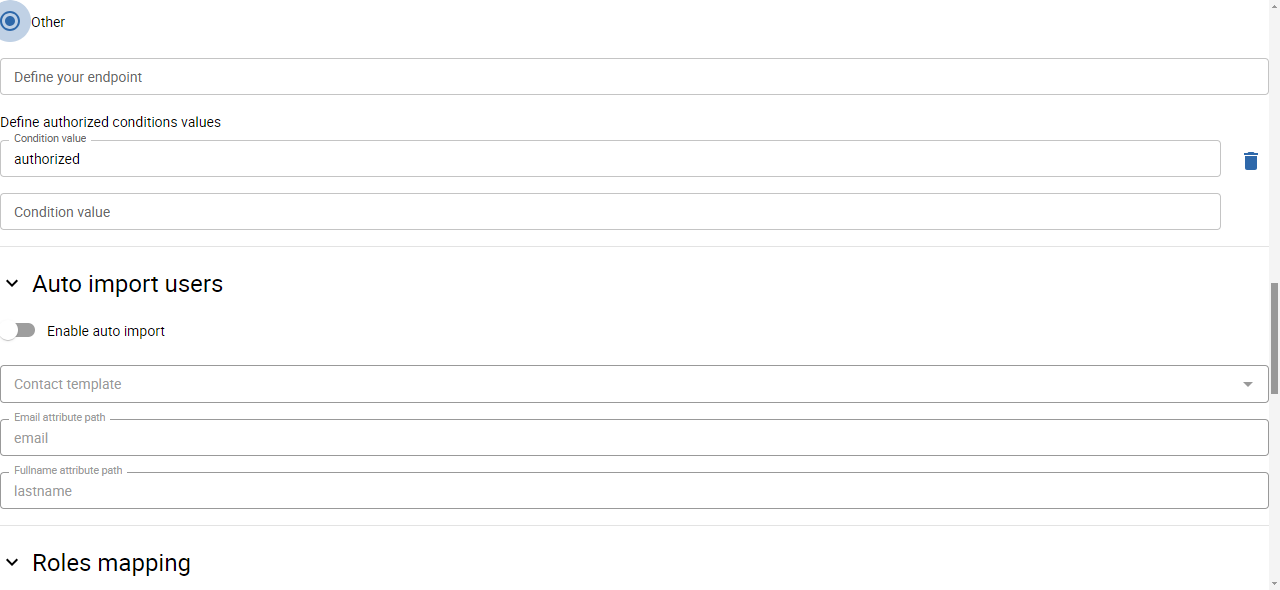 Other
Define your endpoint
Define authorized conditions values
Condition value
authorized
Condition value
Auto import users
Enable auto import
Contact template
Email attribute path
email
Fullname attribute path
lastname
Roles mapping